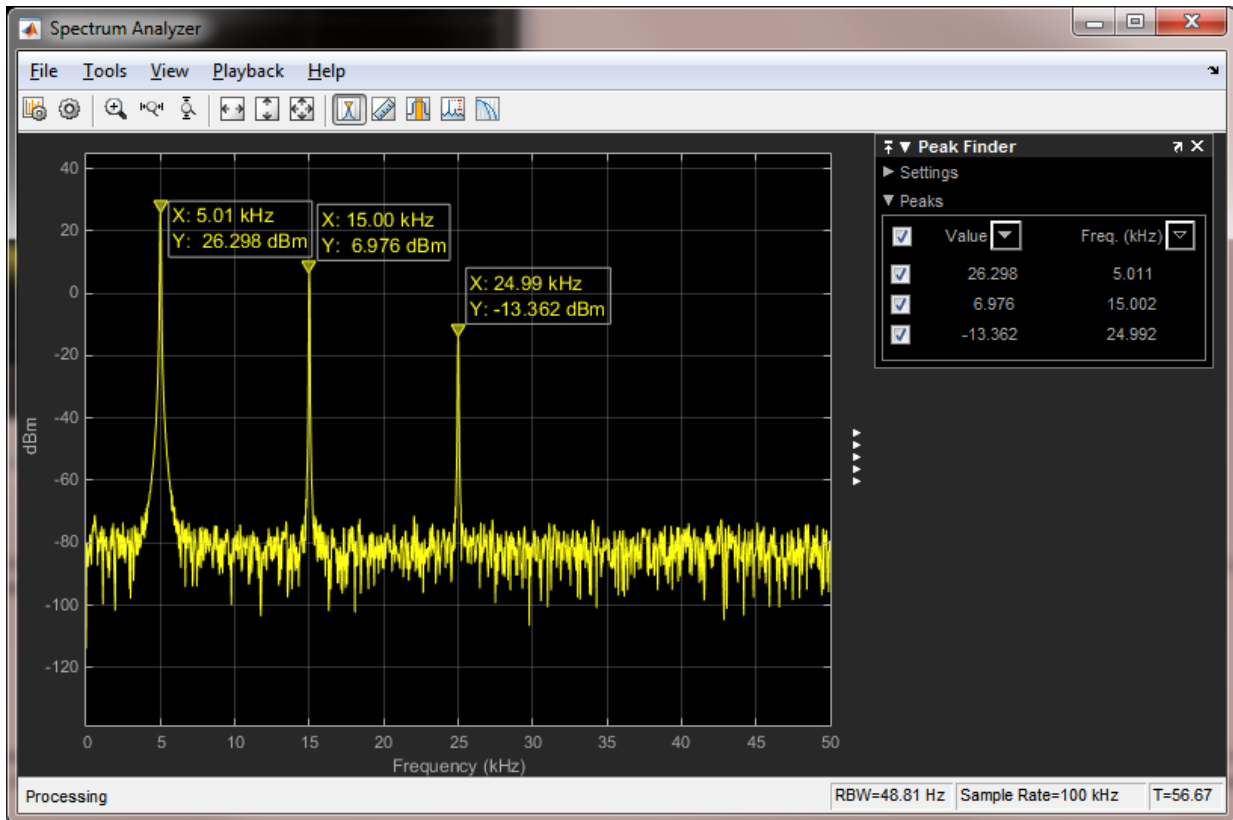 Spectrum Analyzer
File Tools View Playback Help
Peak Finder
Settings
Peaks
Value Freq. (kHz)
26.298 5.011
6.976 15.002
-13.362 24.992
X: 5.01 kHz
Y: 26.298 dBm
X: 15.00 kHz
Y: 6.976 dBm
X: 24.99 kHz
Y: -13.362 dBm
40
20
0
-20
-40
-60
-80
-100
-120
dBm
0 5 10 15 20 25 30 35 40 45 50
Frequency (kHz)
Processing RBW=48.81 Hz Sample Rate=100 kHz T=56.67